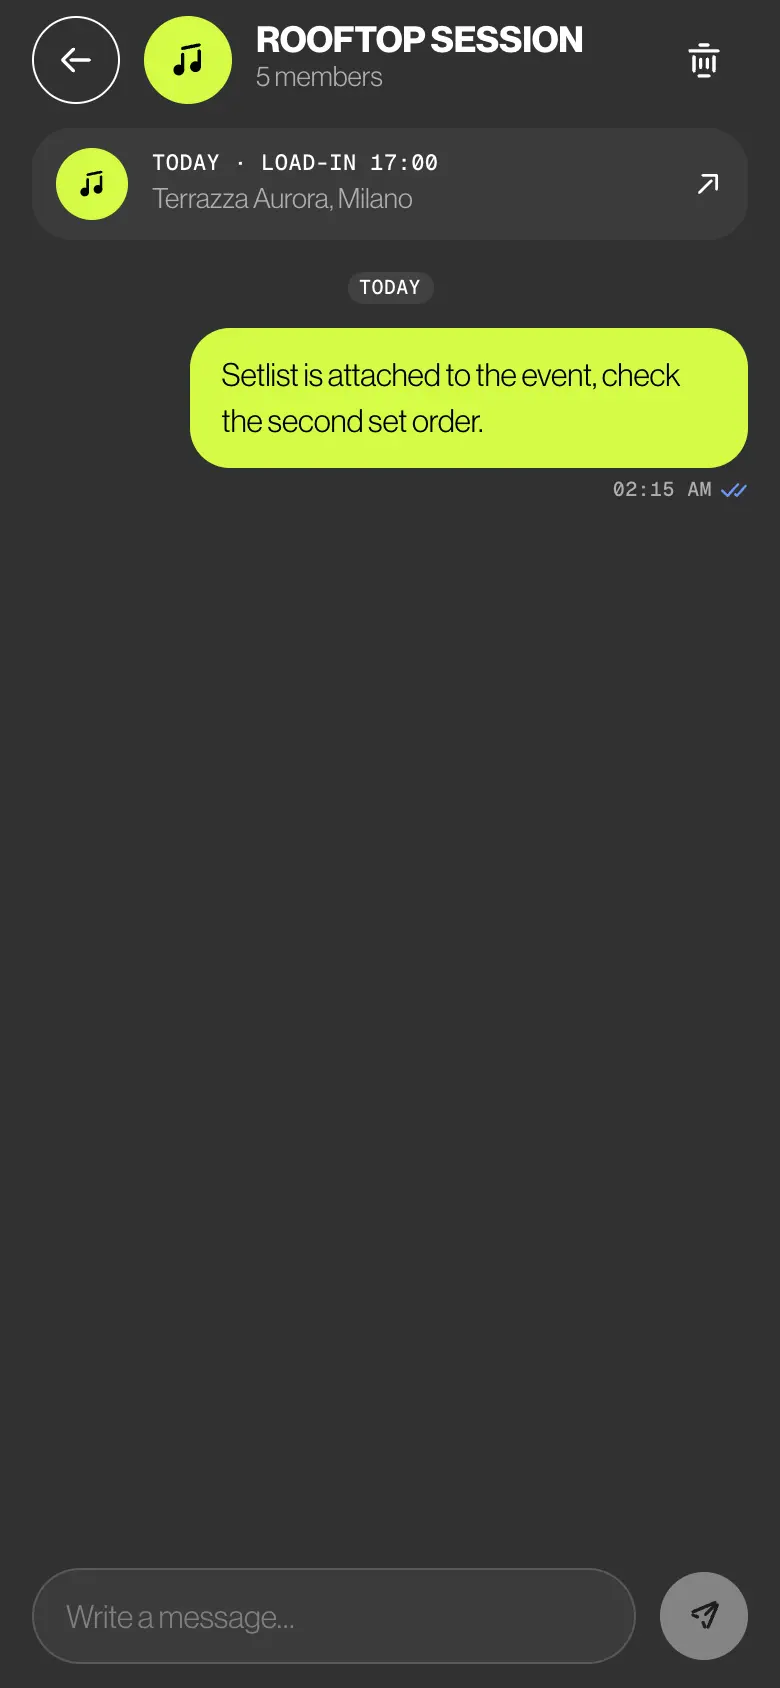 ROOFTOP SESSION
5 members
TODAY · LOAD-IN 17:00
Terrazza Aurora, Milano
TODAY
Setlist is attached to the event, check
the second set order.
02:15 AM
Write a message...